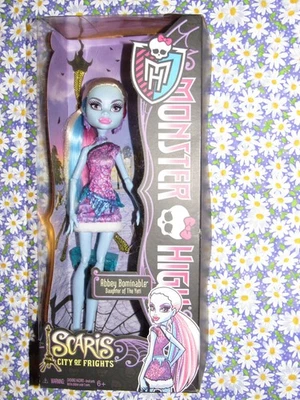 MONSTER HIGH
Abbey Bominable
Daughter of The Yeti
SCARIS
CITY OF FRIGHTS
6+